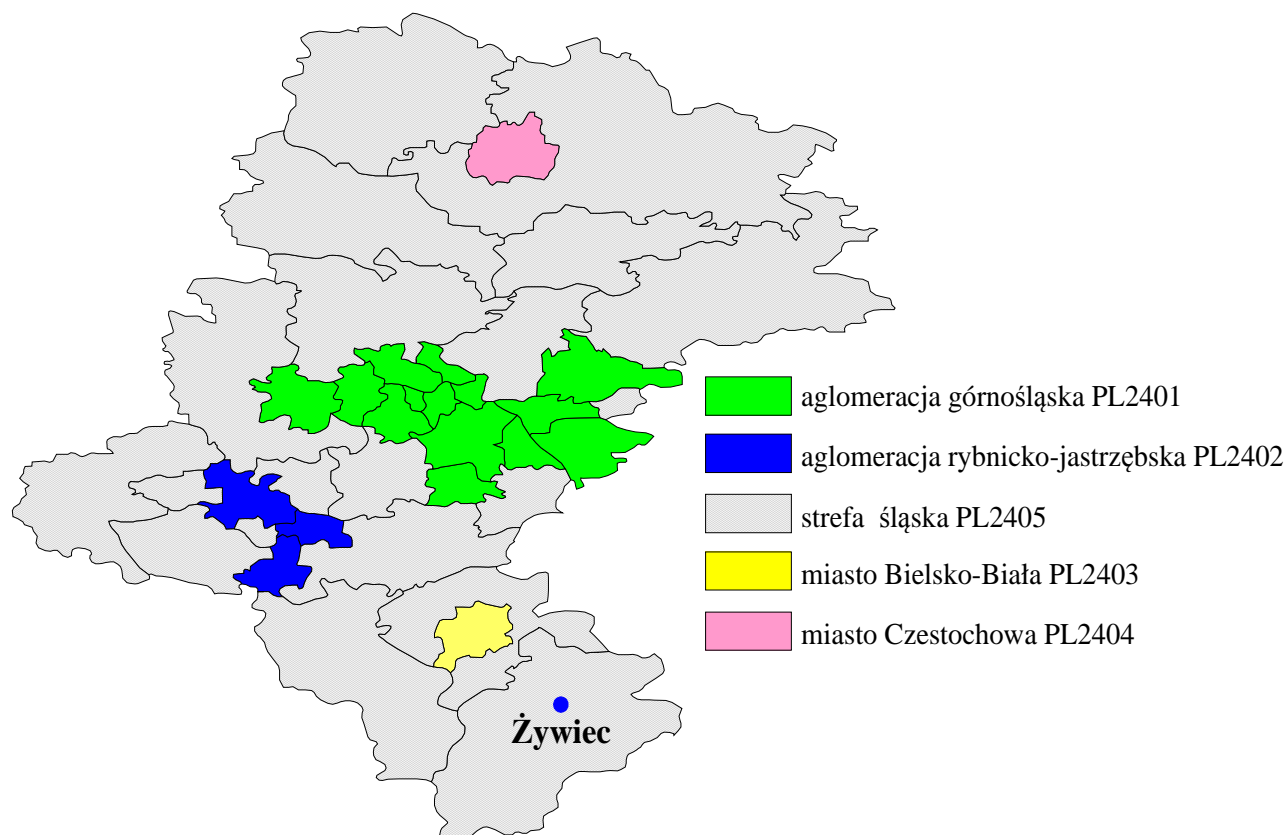 aglomeracja górnośląska PL2401
aglomeracja rybnicko-jastrzębska PL2402
strefa śląska PL2405
miasto Bielsko-Biała PL2403
miasto Czestochowa PL2404
Żywiec